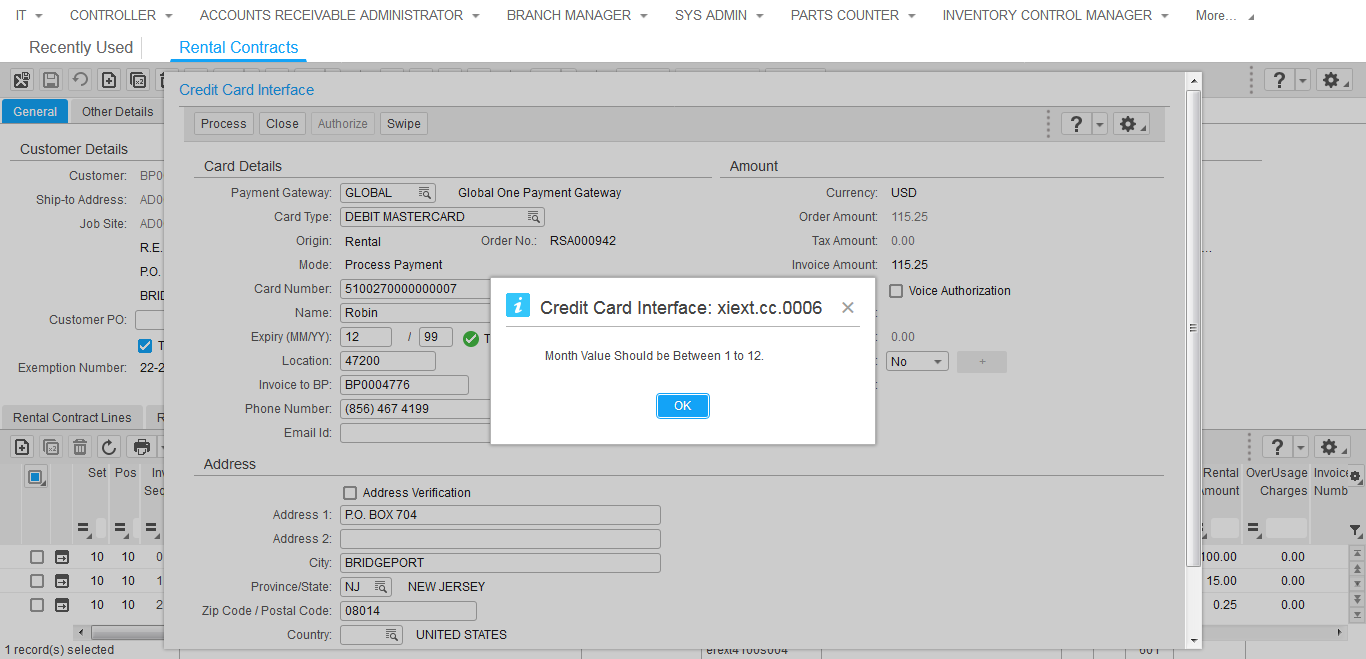 IT CONTROLLER ACCOUNTS RECEIVABLE ADMINISTRATOR BRANCH MANAGER SYS ADMIN PARTS COUNTER INVENTORY CONTROL MANAGER More...
Recently Used Rental Contracts
Credit Card Interface
General Other Details
Process Close Authorize Swipe
Customer Details
Customer: BP0
Ship-to Address: AD0
Job Site: AD0
R.E.
P.O.
BRID
Customer PO:
T
Exemption Number: 22-2
Card Details
Payment Gateway: GLOBAL Global One Payment Gateway
Card Type: DEBIT MASTERCARD
Origin: Rental Order No.: RSA000942
Mode: Process Payment
Card Number: 5100270000000007
Name: Robin
Expiry (MM/YY): 12 / 99 T
Location: 47200
Invoice to BP: BP0004776
Phone Number: (856) 467 4199
Email Id:
Amount
Currency: USD
Order Amount: 115.25
Tax Amount: 0.00
Invoice Amount: 115.25
Voice Authorization
: 0.00
: No +
...
Credit Card Interface: xiext.cc.0006
Month Value Should be Between 1 to 12.
OK
Address
Address Verification
Address 1: P.O. BOX 704
Address 2:
City: BRIDGEPORT
Province/State: NJ NEW JERSEY
Zip Code / Postal Code: 08014
Country: UNITED STATES
Rental Contract Lines R
Set Pos Inv Sec Rental mount OverUsage Charges Invoice Numb
10 10 0 100.00 0.00
10 10 1 15.00 0.00
10 10 2 0.25 0.00
1 record(s) selected
erext4100s004 601